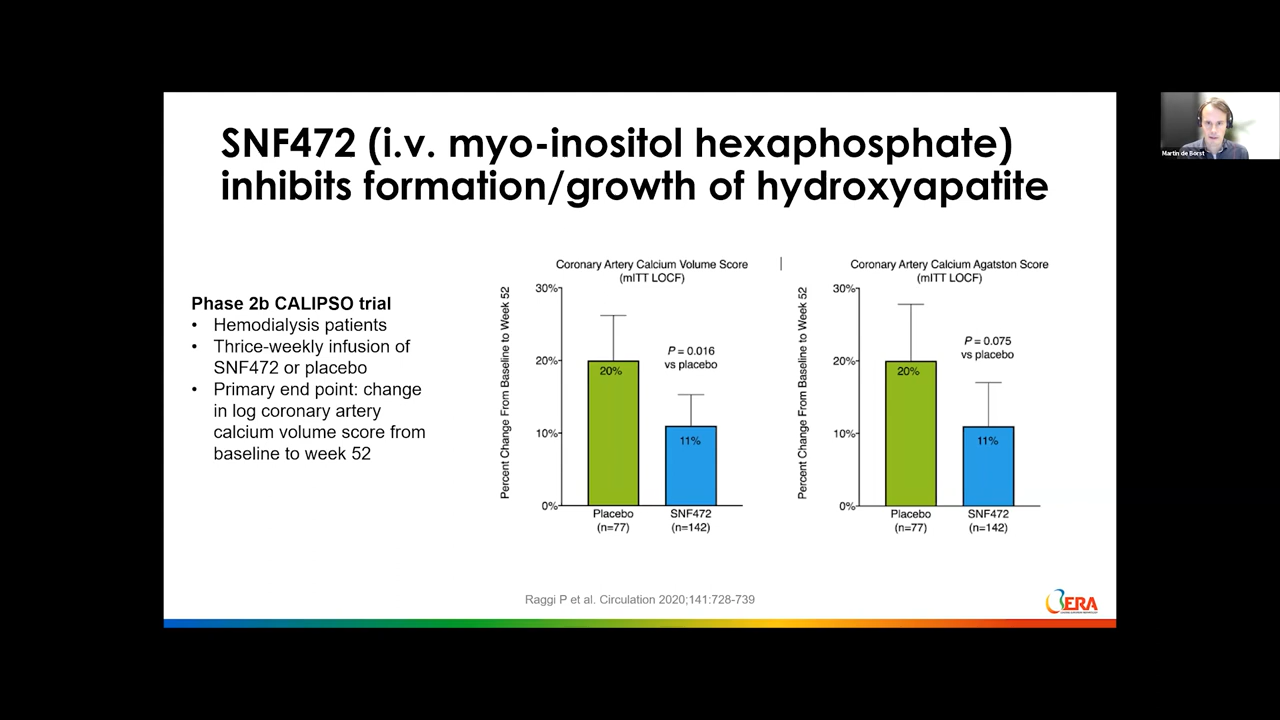 SNF472 (i.v. myo-inositol hexaphosphate)
inhibits formation/growth of hydroxyapatite
Phase 2b CALIPSO trial
• Hemodialysis patients
• Thrice-weekly infusion of
SNF472 or placebo
• Primary end point: change
in log coronary artery
calcium volume score from
baseline to week 52
Coronary Artery Calcium Volume Score
(mITT LOCF)
Percent Change From Baseline to Week 52
30%
20%
10%
0%
20%
P = 0.016
vs placebo
11%
Placebo
(n=77)
SNF472
(n=142)
Coronary Artery Calcium Agatston Score
(mITT LOCF)
Percent Change From Baseline to Week 52
30%
20%
10%
0%
20%
P = 0.075
vs placebo
11%
Placebo
(n=77)
SNF472
(n=142)
Raggi P et al. Circulation 2020;141:728-739
ERA
Martin de Borst